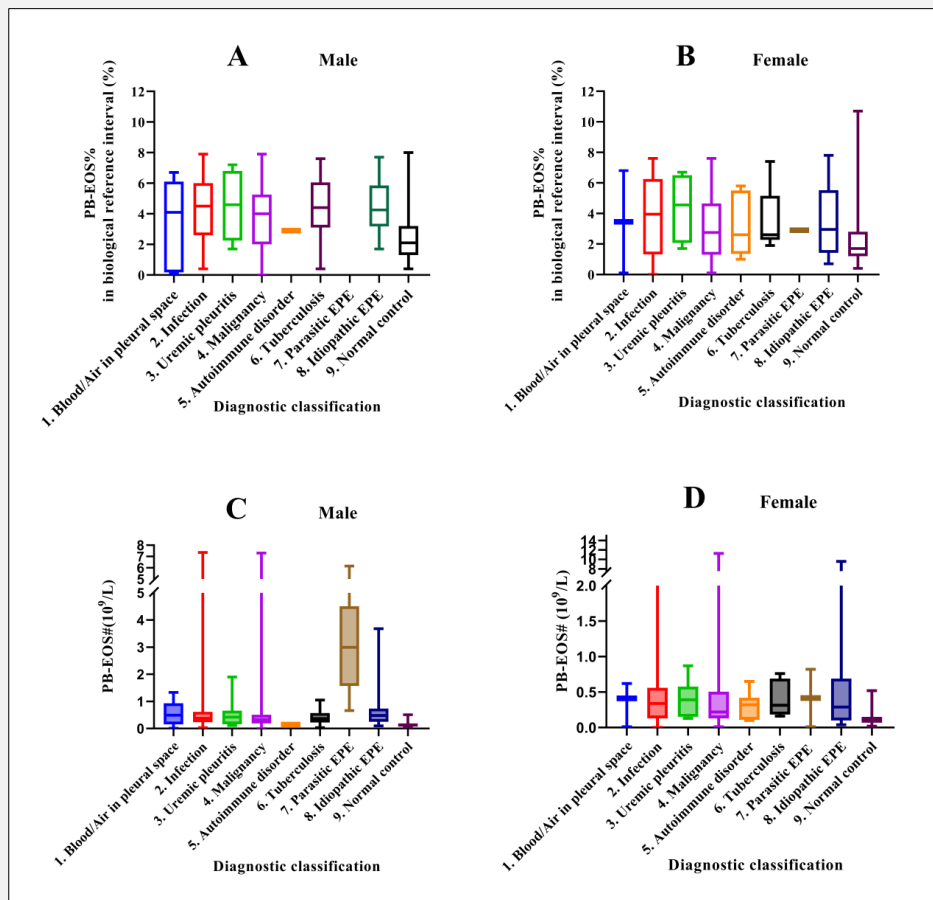 A Male
PB-EOS%
in biological reference interval (%)
12
10
8
6
4
2
0
1. Blood/Air in pleural space
2. Infection
3. Uremic pleuritis
4. Malignancy
5. Autoimmune disorder
6. Tuberculosis
7. Parasitic EPE
8. Idiopathic EPE
9. Normal control
Diagnostic classification
B Female
PB-EOS%
in biological reference interval (%)
12
10
8
6
4
2
0
1. Blood/Air in pleural space
2. Infection
3. Uremic pleuritis
4. Malignancy
5. Autoimmune disorder
6. Tuberculosis
7. Parasitic EPE
8. Idiopathic EPE
9. Normal control
Diagnostic classification
C Male
PB-EOS#(10⁹/L)
8
7
6
5
5
4
3
2
1
0
1. Blood/Air in pleural space
2. Infection
3. Uremic pleuritis
4. Malignancy
5. Autoimmune disorder
6. Tuberculosis
7. Parasitic EPE
8. Idiopathic EPE
9. Normal control
Diagnostic classification
D Female
PB-EOS# (10⁹/L)
14
12
10
8
2.0
1.5
1.0
0.5
0.0
1. Blood/Air in pleural space
2. Infection
3. Uremic pleuritis
4. Malignancy
5. Autoimmune disorder
6. Tuberculosis
7. Parasitic EPE
8. Idiopathic EPE
9. Normal control
Diagnostic classification